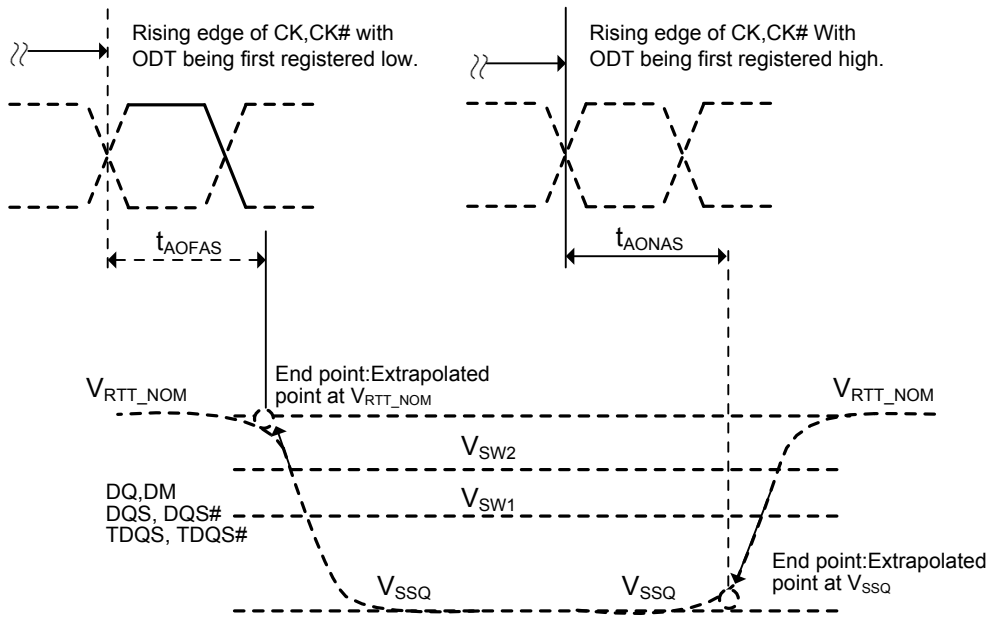 Rising edge of CK,CK# with
ODT being first registered low.
Rising edge of CK,CK# With
ODT being first registered high.
tAOFAS
tAONAS
End point:Extrapolated
point at VRTT_NOM
VRTT_NOM
VRTT_NOM
VSW2
VSW1
DQ,DM
DQS, DQS#
TDQS, TDQS#
VSSQ
VSSQ
End point:Extrapolated
point at VSSQ